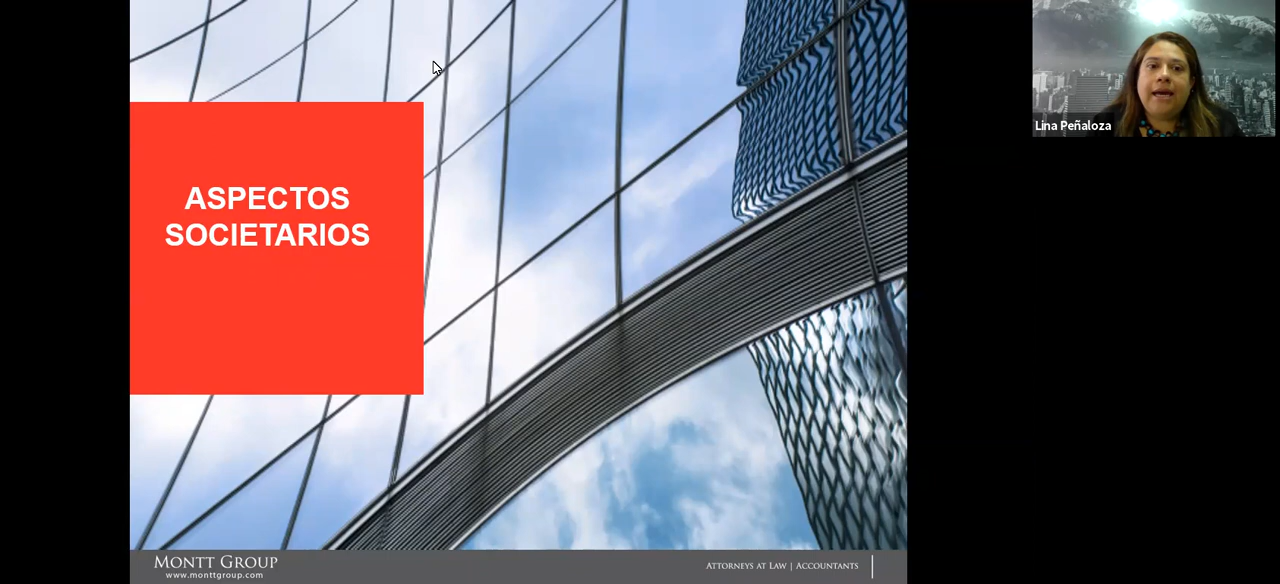 ASPECTOS
SOCIETARIOS
Lina Peñaloza
MONTT GROUP
www.monttgroup.com
ATTORNEYS AT LAW | ACCOUNTANTS